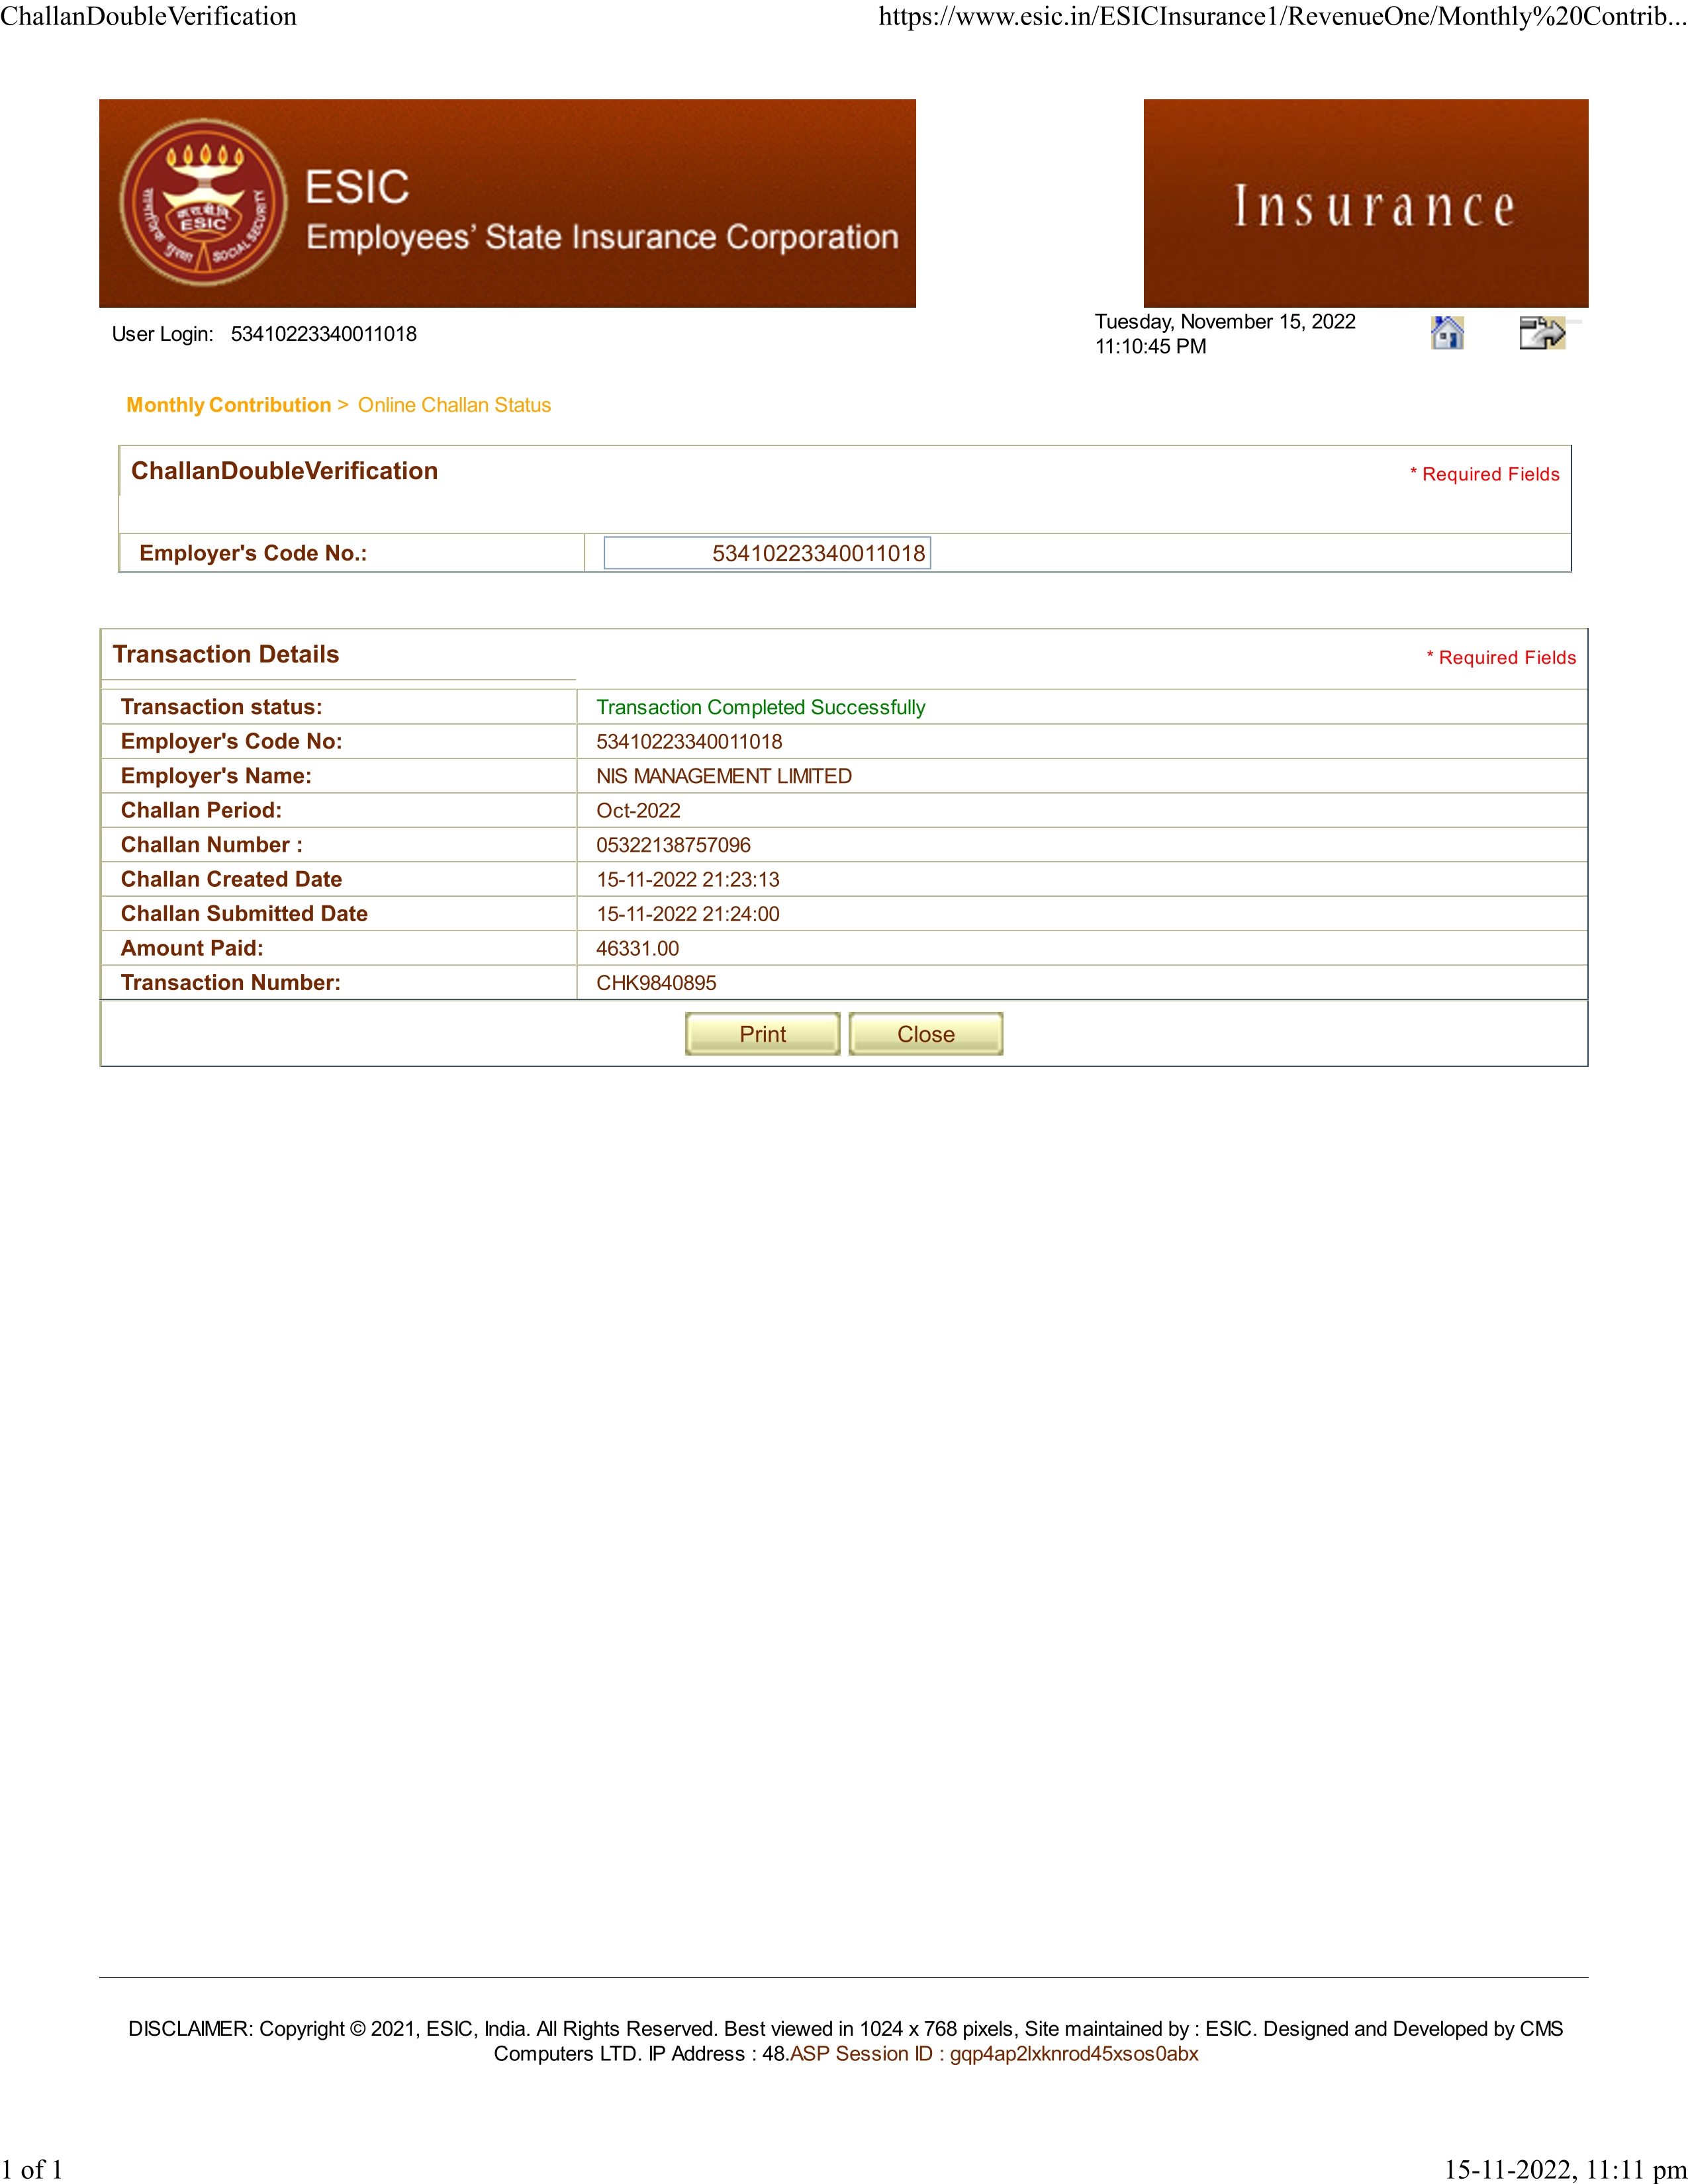 ChallanDoubleVerification https://www.esic.in/ESICInsurance1/RevenueOne/Monthly%20Contrib...
ESIC
Employees' State Insurance Corporation
क.रा.बी.नि.
ESIC
सामाजिक सुरक्षा SOCIAL SECURITY
Insurance
User Login: 53410223340011018
Tuesday, November 15, 2022
11:10:45 PM
Monthly Contribution > Online Challan Status
ChallanDoubleVerification * Required Fields
Employer's Code No.: 53410223340011018
Transaction Details * Required Fields
Transaction status: Transaction Completed Successfully
Employer's Code No: 53410223340011018
Employer's Name: NIS MANAGEMENT LIMITED
Challan Period: Oct-2022
Challan Number : 05322138757096
Challan Created Date 15-11-2022 21:23:13
Challan Submitted Date 15-11-2022 21:24:00
Amount Paid: 46331.00
Transaction Number: CHK9840895
Print Close
DISCLAIMER: Copyright © 2021, ESIC, India. All Rights Reserved. Best viewed in 1024 x 768 pixels, Site maintained by : ESIC. Designed and Developed by CMS
Computers LTD. IP Address : 48.ASP Session ID : gqp4ap2lxknrod45xsos0abx
1 of 1 15-11-2022, 11:11 pm